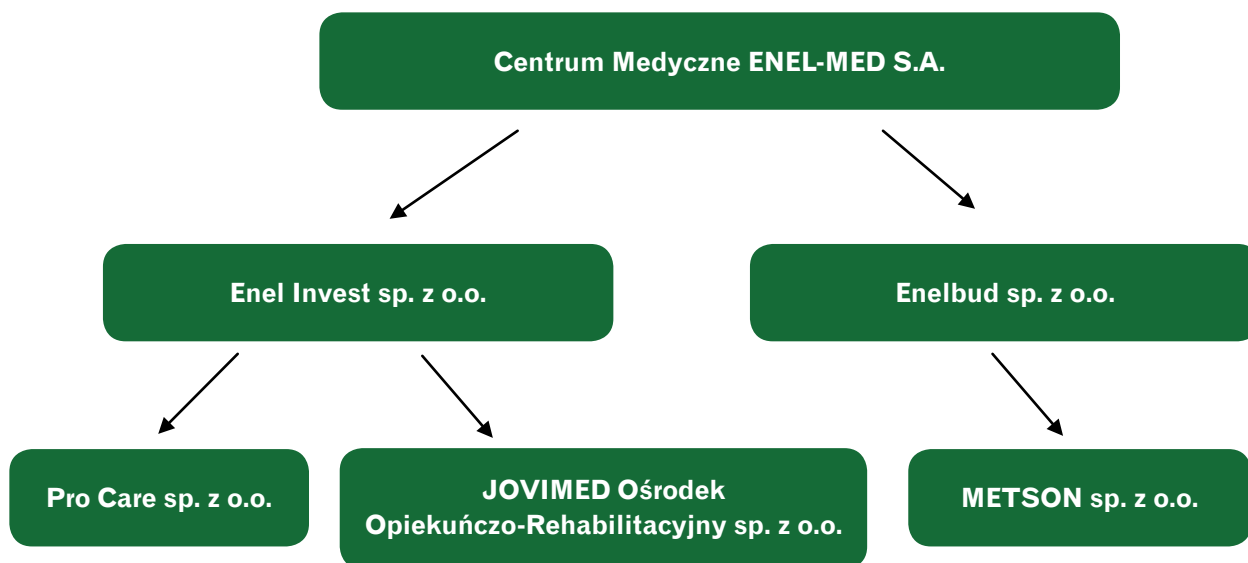 Centrum Medyczne ENEL-MED S.A.
Enel Invest sp. z o.o.
Enelbud sp. z o.o.
Pro Care sp. z o.o.
JOVIMED Ośrodek
Opiekuńczo-Rehabilitacyjny sp. z o.o.
METSON sp. z o.o.